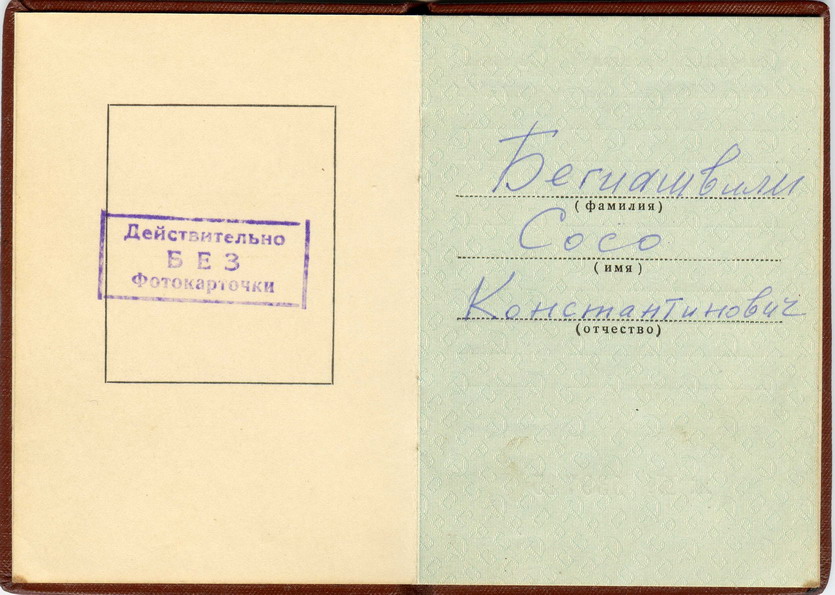 Действительно
БЕЗ
Фотокарточки
Бегиашвили
(фамилия)
Сосо
(имя)
Константинович
(отчество)